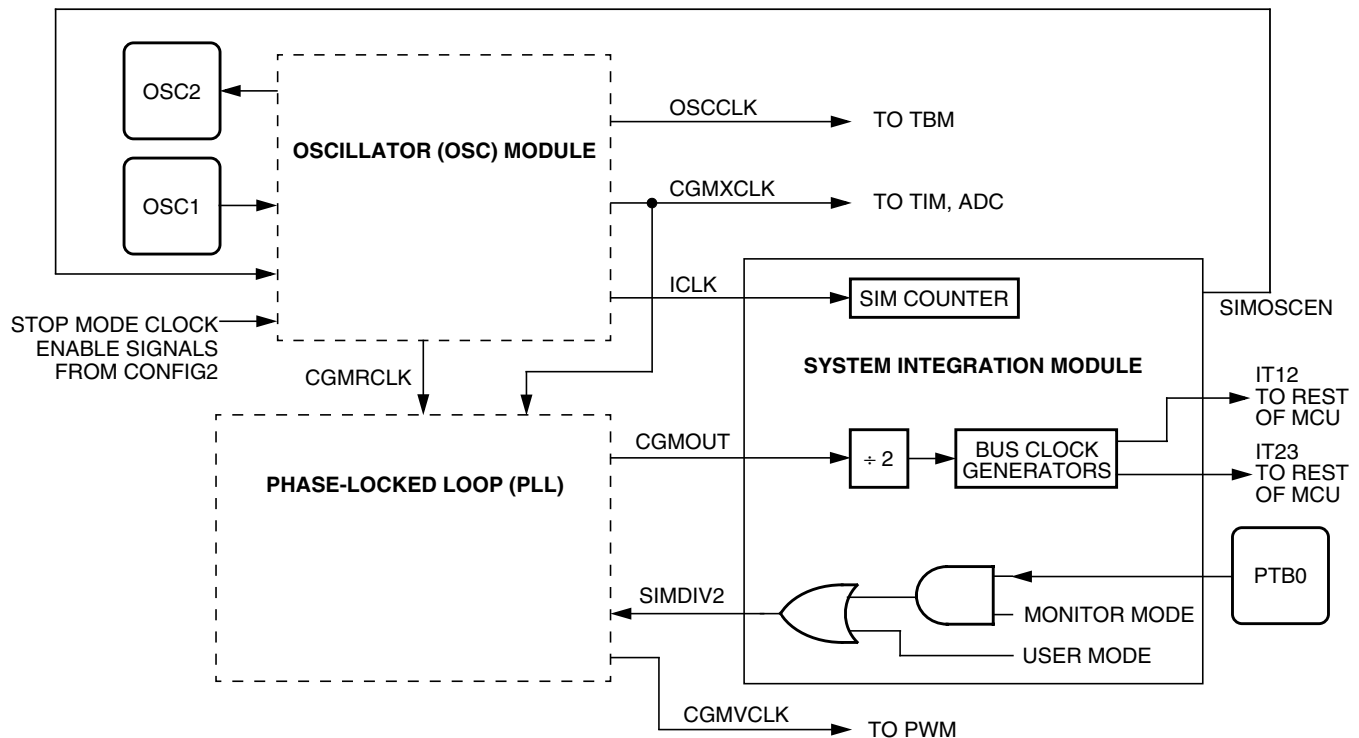 OSC2
OSC1
OSCILLATOR (OSC) MODULE
OSCCLK
TO TBM
CGMXCLK
TO TIM, ADC
ICLK
SIM COUNTER
SIMOSCEN
STOP MODE CLOCK
ENABLE SIGNALS
FROM CONFIG2
CGMRCLK
SYSTEM INTEGRATION MODULE
IT12
TO REST
OF MCU
CGMOUT
÷ 2
BUS CLOCK
GENERATORS
IT23
TO REST
OF MCU
PHASE-LOCKED LOOP (PLL)
SIMDIV2
PTB0
MONITOR MODE
USER MODE
CGMVCLK
TO PWM